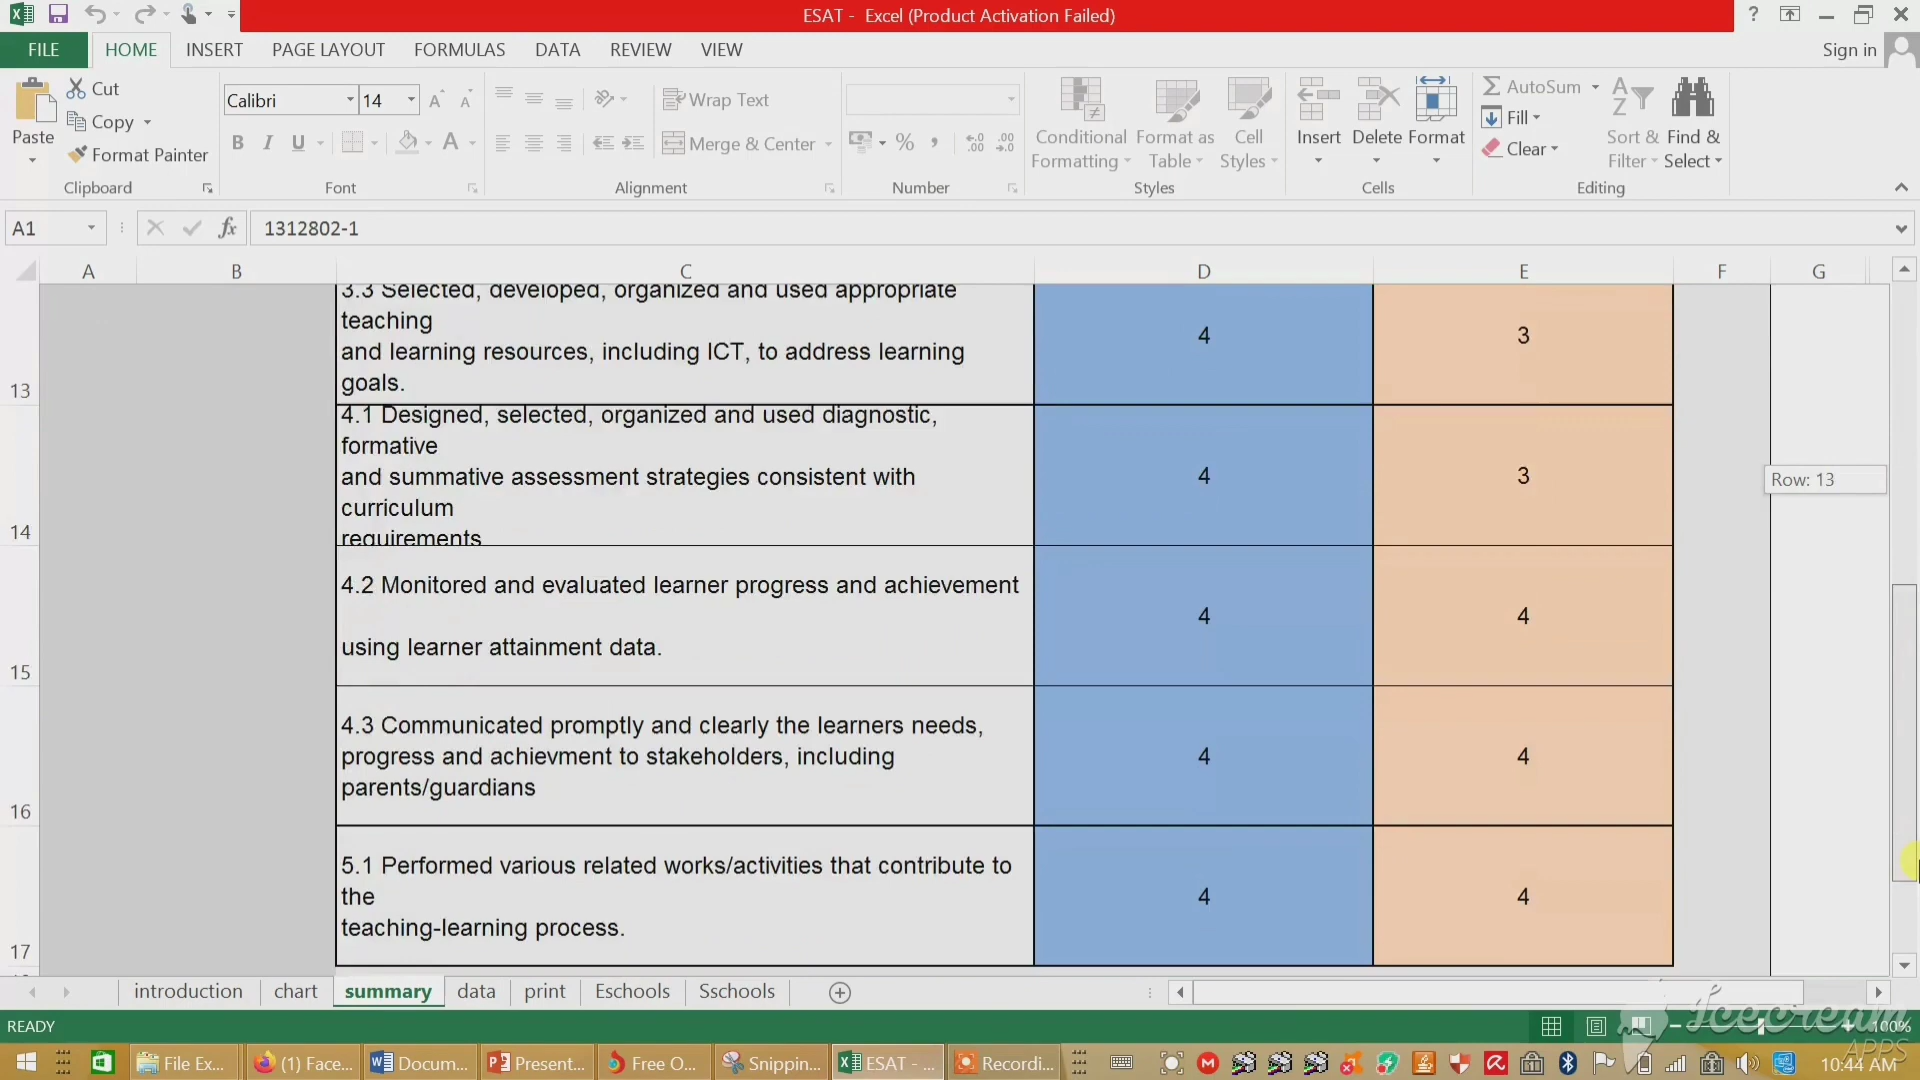 ESAT - Excel (Product Activation Failed)
?
FILE HOME INSERT PAGE LAYOUT FORMULAS DATA REVIEW VIEW Sign in
Paste
Cut
Copy
Format Painter
Clipboard
Calibri 14
B I U A
Font
Wrap Text
Merge & Center
Alignment
% ,
Number
Conditional Formatting
Format as Table
Cell Styles
Styles
Insert Delete Format
Cells
AutoSum
Fill
Clear
Sort & Filter
Find & Select
Editing
A1 fx 1312802-1
A B C D E F G
13
3.3 Selected, developed, organized and used appropriate
teaching
and learning resources, including ICT, to address learning
goals.
4 3
14
4.1 Designed, selected, organized and used diagnostic,
formative
and summative assessment strategies consistent with
curriculum
requirements
4 3
Row: 13
15
4.2 Monitored and evaluated learner progress and achievement
using learner attainment data.
4 4
16
4.3 Communicated promptly and clearly the learners needs,
progress and achievment to stakeholders, including
parents/guardians
4 4
17
5.1 Performed various related works/activities that contribute to
the
teaching-learning process.
4 4
introduction chart summary data print Eschools Sschools
READY 100%
Icecream
APPS
File Ex... (1) Face... Docum... Present... Free O... Snippin... ESAT - ... Recordi... 10:44 AM